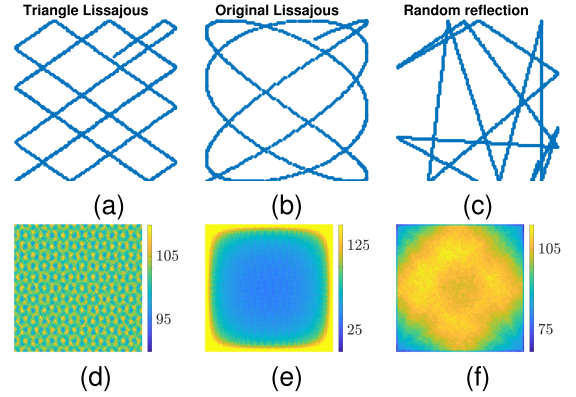 Triangle Lissajous Original Lissajous Random reflection
(a) (b) (c)
105 125 105
95 25 75
(d) (e) (f)